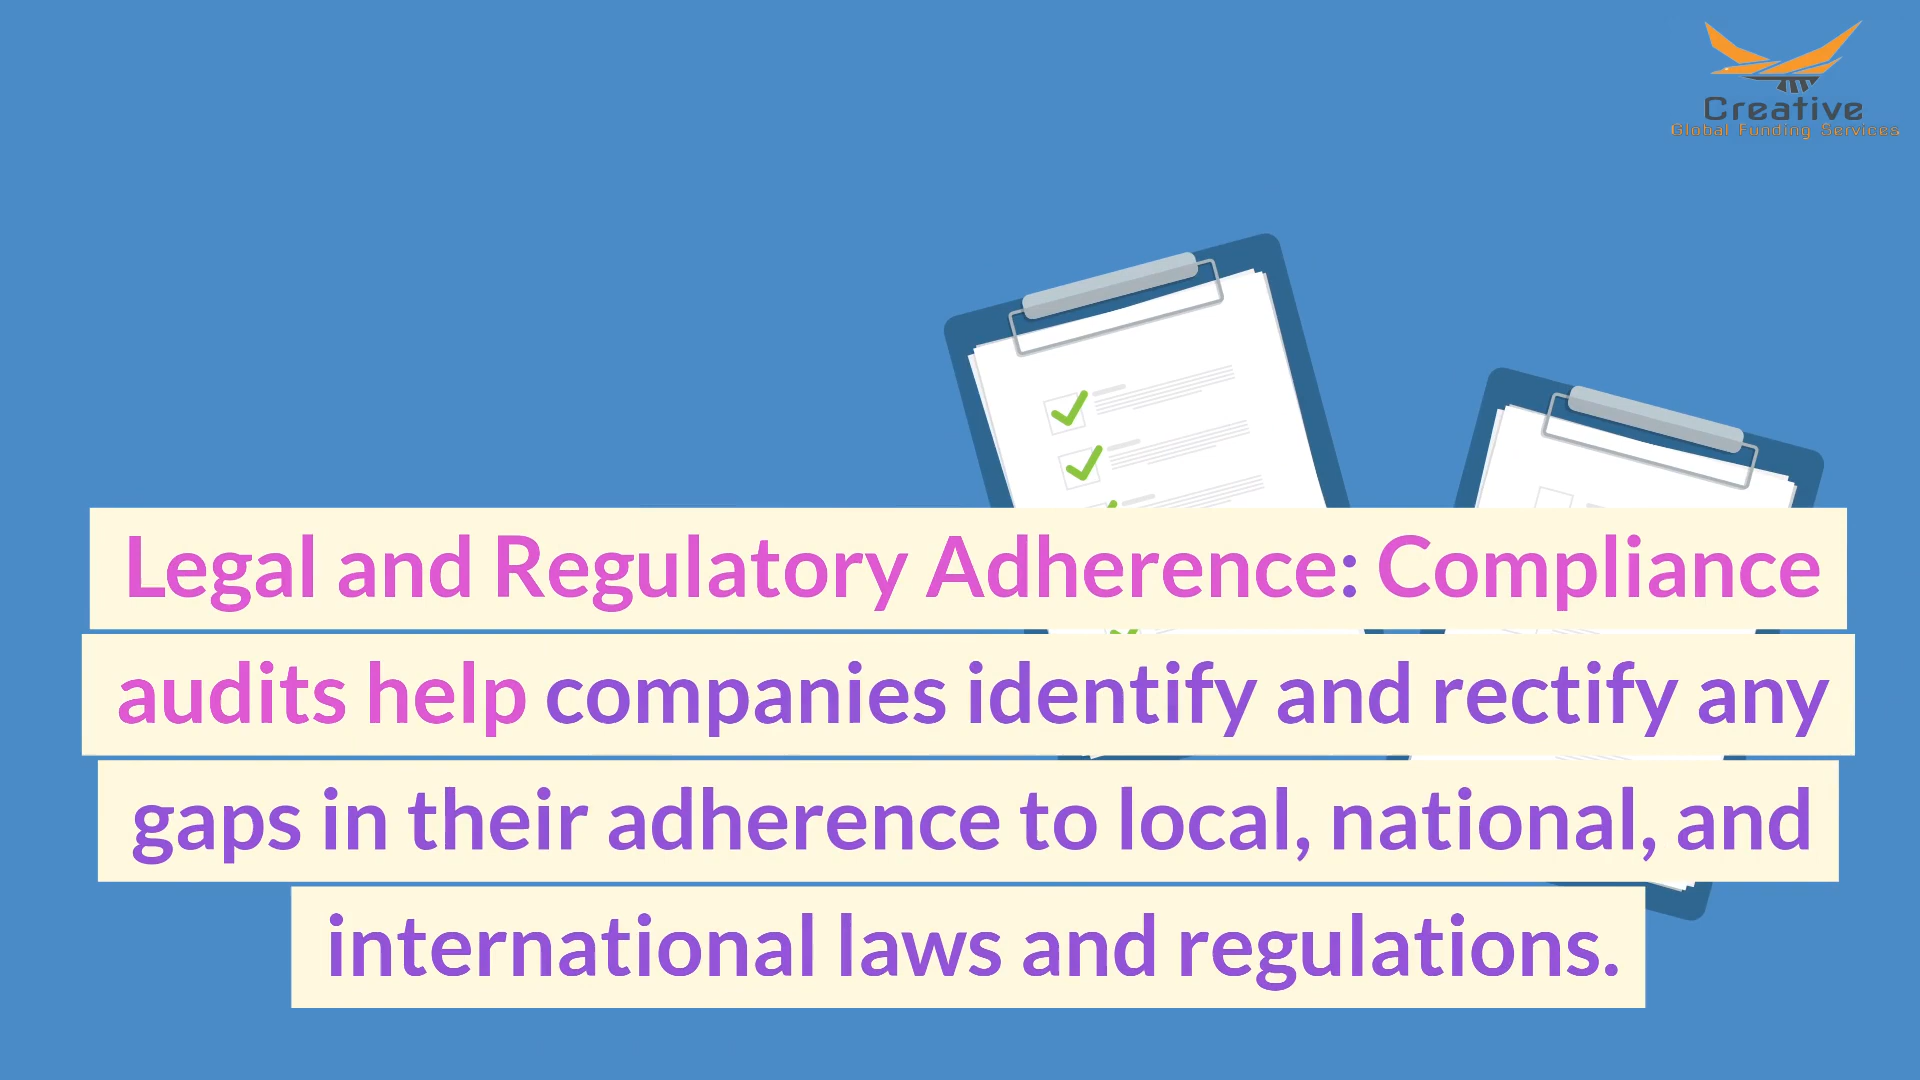 Creative
Global Funding Services
Legal and Regulatory Adherence: Compliance
audits help companies identify and rectify any
gaps in their adherence to local, national, and
international laws and regulations.